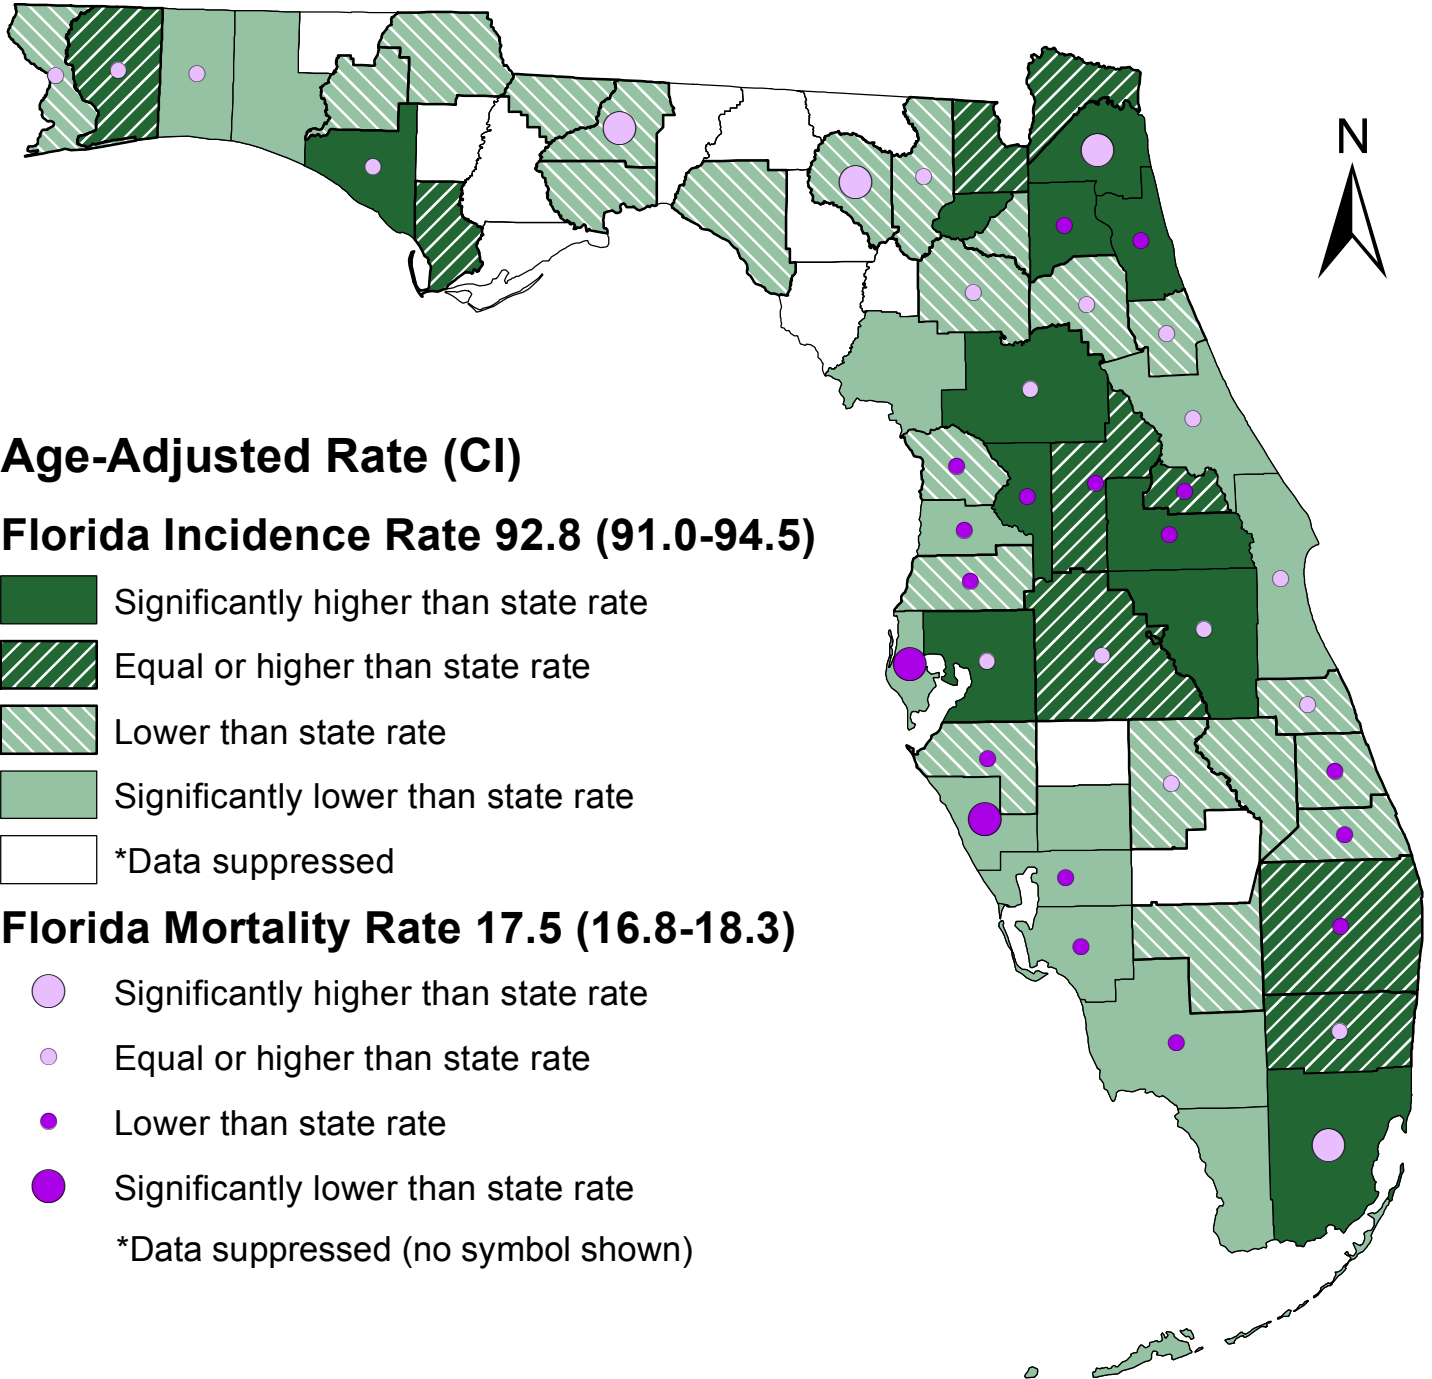 N
Age-Adjusted Rate (CI)
Florida Incidence Rate 92.8 (91.0-94.5)
Significantly higher than state rate
Equal or higher than state rate
Lower than state rate
Significantly lower than state rate
*Data suppressed
Florida Mortality Rate 17.5 (16.8-18.3)
Significantly higher than state rate
Equal or higher than state rate
Lower than state rate
Significantly lower than state rate
*Data suppressed (no symbol shown)